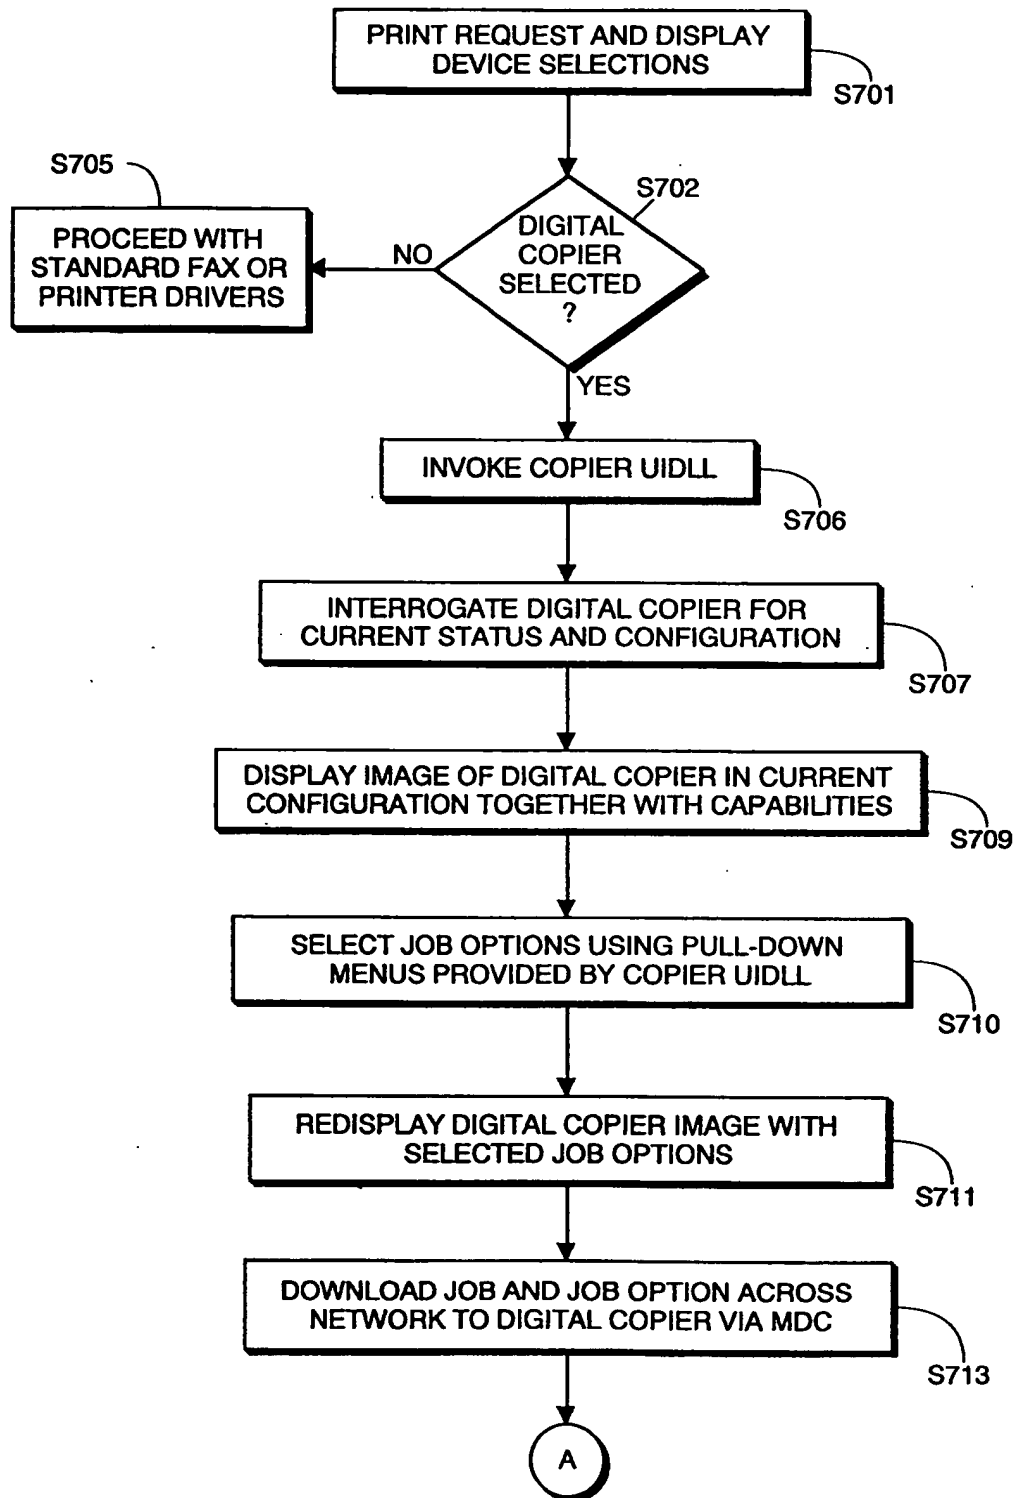 PRINT REQUEST AND DISPLAY
DEVICE SELECTIONS
S701
S705
S702
PROCEED WITH
STANDARD FAX OR
PRINTER DRIVERS
NO
DIGITAL
COPIER
SELECTED
?
YES
INVOKE COPIER UIDLL
S706
INTERROGATE DIGITAL COPIER FOR
CURRENT STATUS AND CONFIGURATION
S707
DISPLAY IMAGE OF DIGITAL COPIER IN CURRENT
CONFIGURATION TOGETHER WITH CAPABILITIES
S709
SELECT JOB OPTIONS USING PULL-DOWN
MENUS PROVIDED BY COPIER UIDLL
S710
REDISPLAY DIGITAL COPIER IMAGE WITH
SELECTED JOB OPTIONS
S711
DOWNLOAD JOB AND JOB OPTION ACROSS
NETWORK TO DIGITAL COPIER VIA MDC
S713
A